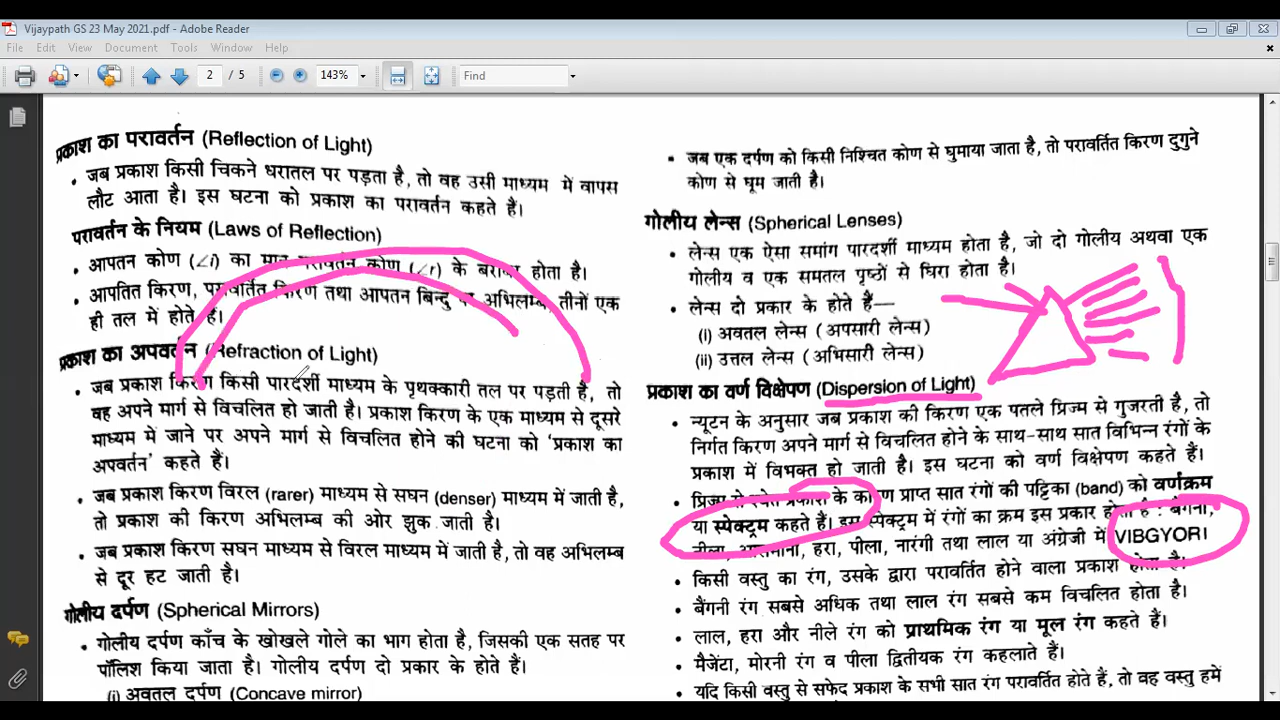 Vijaypath GS 23 May 2021.pdf - Adobe Reader
File Edit View Document Tools Window Help
2 / 5 143% Find
प्रकाश का परावर्तन (Reflection of Light)
• जब प्रकाश किसी चिकने धरातल पर पड़ता है, तो वह उसी माध्यम में वापस
लौट आता है। इस घटना को प्रकाश का परावर्तन कहते हैं।
परावर्तन के नियम (Laws of Reflection)
• आपतन कोण (∠i) का मान परावर्तन कोण (∠r) के बराबर होता है।
• आपतित किरण, परावर्तित किरण तथा आपतन बिन्दु पर अभिलम्ब, तीनों एक
ही तल में होते हैं।
प्रकाश का अपवर्तन (Refraction of Light)
• जब प्रकाश किरण किसी पारदर्शी माध्यम के पृथक्कारी तल पर पड़ती है, तो
वह अपने मार्ग से विचलित हो जाती है। प्रकाश किरण के एक माध्यम से दूसरे
माध्यम में जाने पर अपने मार्ग से विचलित होने की घटना को 'प्रकाश का
अपवर्तन' कहते हैं।
• जब प्रकाश किरण विरल (rarer) माध्यम से सघन (denser) माध्यम में जाती है,
तो प्रकाश की किरण अभिलम्ब की ओर झुक जाती है।
• जब प्रकाश किरण सघन माध्यम से विरल माध्यम में जाती है, तो वह अभिलम्ब
से दूर हट जाती है।
गोलीय दर्पण (Spherical Mirrors)
• गोलीय दर्पण काँच के खोखले गोले का भाग होता है, जिसकी एक सतह पर
पॉलिश किया जाता है। गोलीय दर्पण दो प्रकार के होते हैं।
(i) अवतल दर्पण (Concave mirror)
▪ जब एक दर्पण को किसी निश्चित कोण से घुमाया जाता है, तो परावर्तित किरण दुगुने
कोण से घूम जाती है।
गोलीय लेन्स (Spherical Lenses)
• लेन्स एक ऐसा समांग पारदर्शी माध्यम होता है, जो दो गोलीय अथवा एक
गोलीय व एक समतल पृष्ठों से घिरा होता है।
• लेन्स दो प्रकार के होते हैं—
(i) अवतल लेन्स (अपसारी लेन्स)
(ii) उत्तल लेन्स (अभिसारी लेन्स)
प्रकाश का वर्ण विक्षेपण (Dispersion of Light)
• न्यूटन के अनुसार जब प्रकाश की किरण एक पतले प्रिज्म से गुजरती है, तो
निर्गत किरण अपने मार्ग से विचलित होने के साथ-साथ सात विभिन्न रंगों के
प्रकाश में विभक्त हो जाती है। इस घटना को वर्ण विक्षेपण कहते हैं।
• प्रिज्म से श्वेत प्रकाश के कारण प्राप्त सात रंगों की पट्टिका (band) को वर्णक्रम
या स्पेक्ट्रम कहते हैं। इस स्पेक्ट्रम में रंगों का क्रम इस प्रकार होता है : बैंगनी,
नीला, आसमानी, हरा, पीला, नारंगी तथा लाल या अंग्रेजी में VIBGYORI
• किसी वस्तु का रंग, उसके द्वारा परावर्तित होने वाला प्रकाश होता है।
• बैंगनी रंग सबसे अधिक तथा लाल रंग सबसे कम विचलित होता है।
• लाल, हरा और नीले रंग को प्राथमिक रंग या मूल रंग कहते हैं।
• मैजेंटा, मोरनी रंग व पीला द्वितीयक रंग कहलाते हैं।
• यदि किसी वस्तु से सफेद प्रकाश के सभी सात रंग परावर्तित होते हैं, तो वह वस्तु हमें